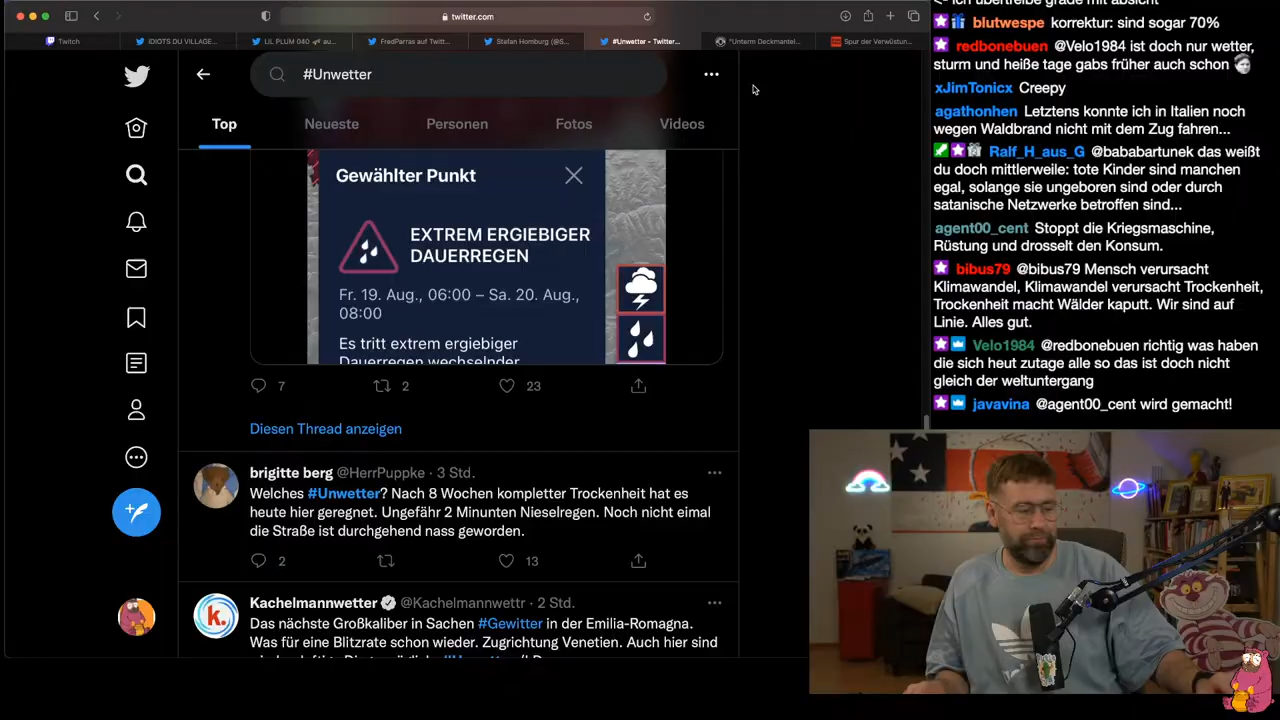 twitter.com
Twitch
IDIOTS DU VILLAGE...
LIL PLUM 040 au...
FredParras auf Twitt...
Stefan Homburg (@S...
#Unwetter - Twitter...
"Unterm Deckmantel...
Spur der Verwüstun...
#Unwetter
Top
Neueste
Personen
Fotos
Videos
Gewählter Punkt
EXTREM ERGIEBIGER
DAUERREGEN
Fr. 19. Aug., 06:00 – Sa. 20. Aug.,
08:00
Es tritt extrem ergiebiger
Dauerregen wechselnder
7
2
23
Diesen Thread anzeigen
brigitte berg @HerrPuppke · 3 Std.
Welches #Unwetter? Nach 8 Wochen kompletter Trockenheit hat es
heute hier geregnet. Ungefähr 2 Minunten Nieselregen. Noch nicht eimal
die Straße ist durchgehend nass geworden.
2
13
k.
Kachelmannwetter @Kachelmannwettr · 2 Std.
Das nächste Großkaliber in Sachen #Gewitter in der Emilia-Romagna.
Was für eine Blitzrate schon wieder. Zugrichtung Venetien. Auch hier sind
<- ich übertreibe grade mit absicht
blutwespe korrektur: sind sogar 70%
redbonebuen @Velo1984 ist doch nur wetter,
sturm und heiße tage gabs früher auch schon
xJimTonicx Creepy
agathonhen Letztens konnte ich in Italien noch
wegen Waldbrand nicht mit dem Zug fahren...
Ralf_H_aus_G @bababartunek das weißt
du doch mittlerweile: tote Kinder sind manchen
egal, solange sie ungeboren sind oder durch
satanische Netzwerke betroffen sind...
agent00_cent Stoppt die Kriegsmaschine,
Rüstung und drosselt den Konsum.
bibus79 @bibus79 Mensch verursacht
Klimawandel, Klimawandel verursacht Trockenheit,
Trockenheit macht Wälder kaputt. Wir sind auf
Linie. Alles gut.
Velo1984 @redbonebuen richtig was haben
die sich heut zutage alle so das ist doch nicht
gleich der weltuntergang
javavina @agent00_cent wird gemacht!